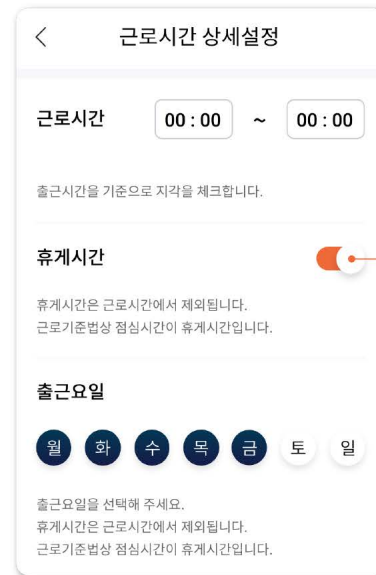 근로시간 상세설정
근로시간 00 : 00 ~ 00 : 00
출근시간을 기준으로 지각을 체크합니다.
휴게시간
휴게시간은 근로시간에서 제외됩니다.
근로기준법상 점심시간이 휴게시간입니다.
출근요일
월 화 수 목 금 토 일
출근요일을 선택해 주세요.
휴게시간은 근로시간에서 제외됩니다.
근로기준법상 점심시간이 휴게시간입니다.